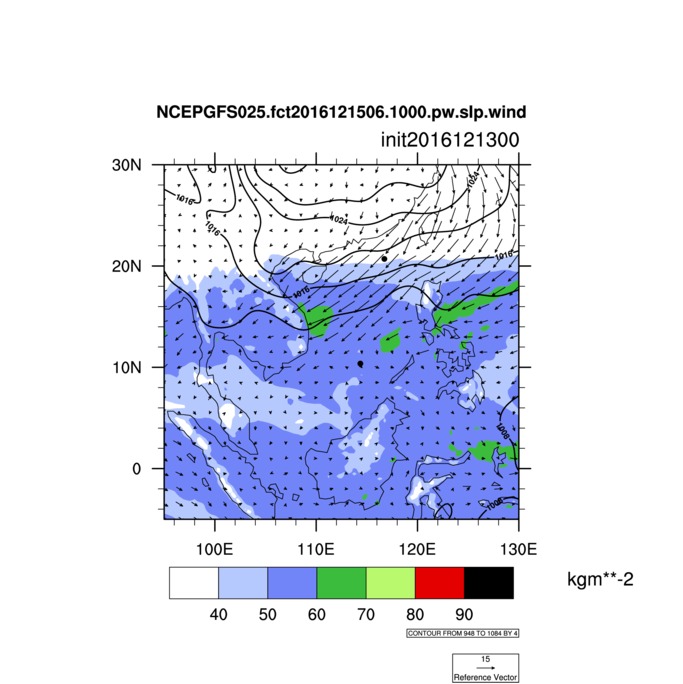 NCEPGFS025.fct2016121506.1000.pw.slp.wind
init2016121300
30N
20N
10N
0
1016
1016
1024
1024
1016
1016
1008
1008
100E 110E 120E 130E
kgm**-2
40 50 60 70 80 90
CONTOUR FROM 948 TO 1084 BY 4
15
Reference Vector